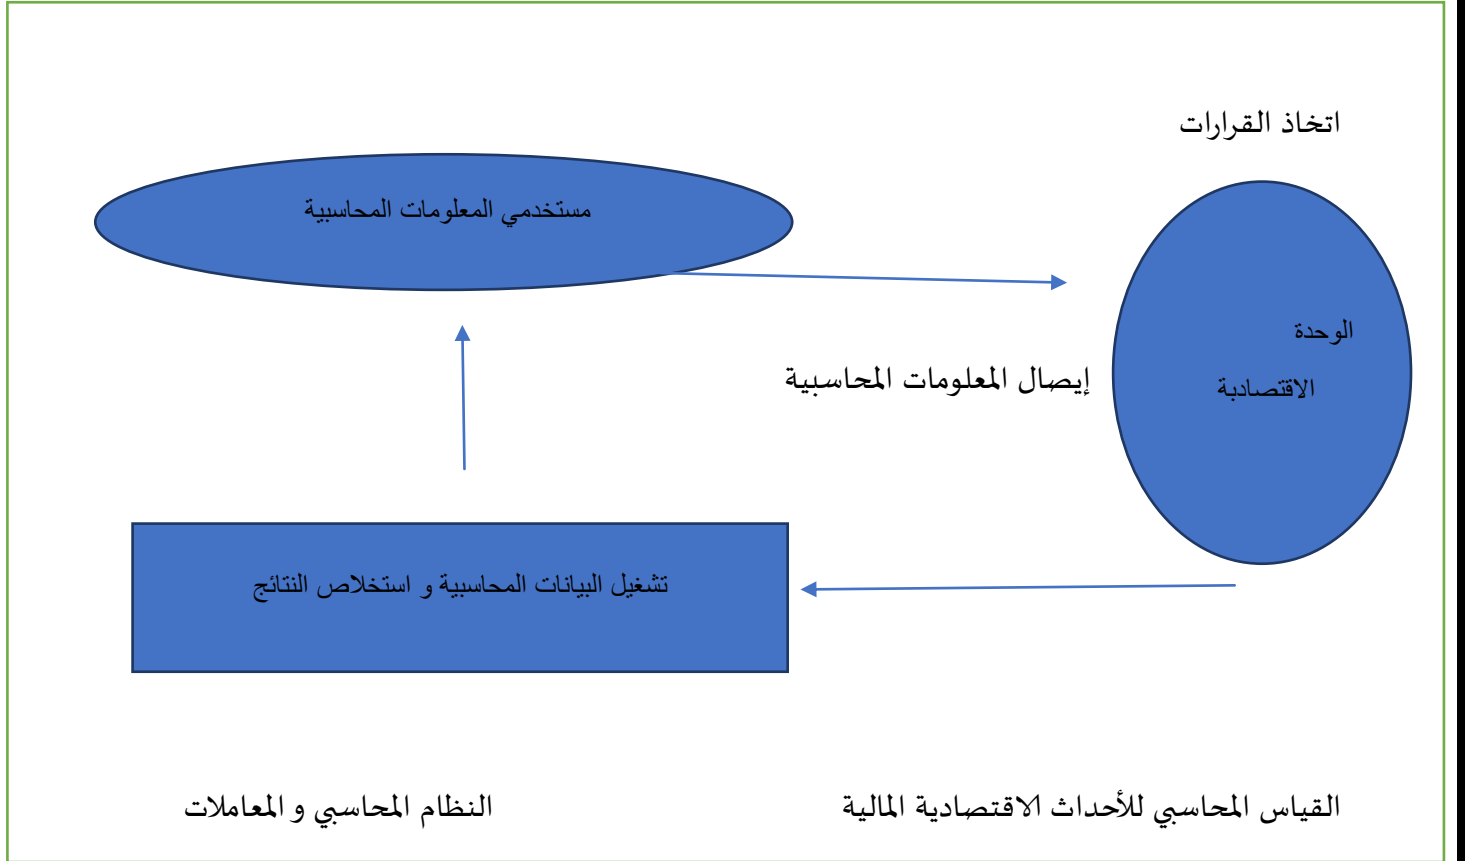 اتخاذ القرارات
مستخدمي المعلومات المحاسبية
الوحدة
الاقتصادبة
إيصال المعلومات المحاسبية
تشغيل البيانات المحاسبية و استخلاص النتائج
القياس المحاسبي للأحداث الاقتصادية المالية
النظام المحاسبي و المعاملات